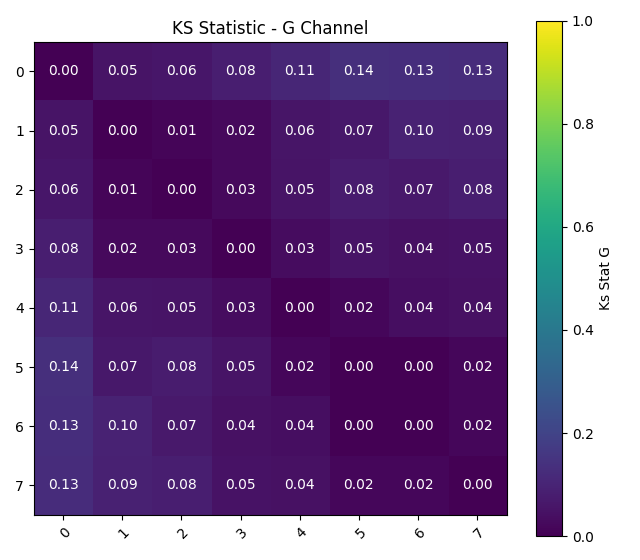 KS Statistic - G Channel
0 0.00 0.05 0.06 0.08 0.11 0.14 0.13 0.13
1 0.05 0.00 0.01 0.02 0.06 0.07 0.10 0.09
2 0.06 0.01 0.00 0.03 0.05 0.08 0.07 0.08
3 0.08 0.02 0.03 0.00 0.03 0.05 0.04 0.05
4 0.11 0.06 0.05 0.03 0.00 0.02 0.04 0.04
5 0.14 0.07 0.08 0.05 0.02 0.00 0.00 0.02
6 0.13 0.10 0.07 0.04 0.04 0.00 0.00 0.02
7 0.13 0.09 0.08 0.05 0.04 0.02 0.02 0.00
0 1 2 3 4 5 6 7
1.0
0.8
0.6
0.4
0.2
0.0
Ks Stat G